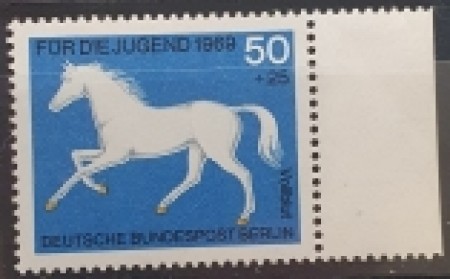 FÜR DIE JUGEND 1969 50
+25
Vollblut
DEUTSCHE BUNDESPOST BERLIN